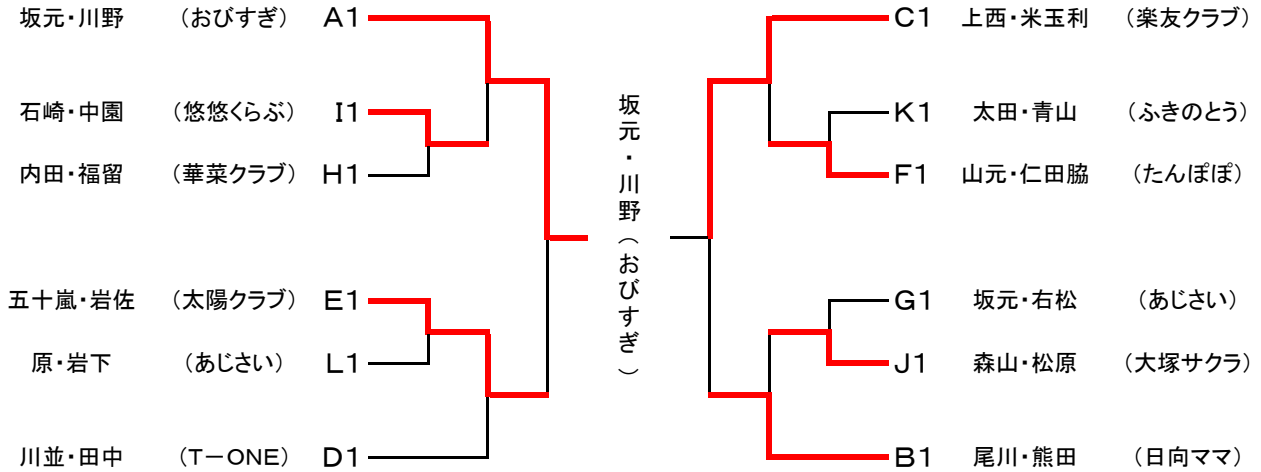 坂元・川野 (おびすぎ) A1
石崎・中園 (悠悠くらぶ) I1
内田・福留 (華菜クラブ) H1
五十嵐・岩佐 (太陽クラブ) E1
原・岩下 (あじさい) L1
川並・田中 (T－ONE) D1
坂元・川野(おびすぎ)
C1 上西・米玉利 (楽友クラブ)
K1 太田・青山 (ふきのとう)
F1 山元・仁田脇 (たんぽぽ)
G1 坂元・右松 (あじさい)
J1 森山・松原 (大塚サクラ)
B1 尾川・熊田 (日向ママ)